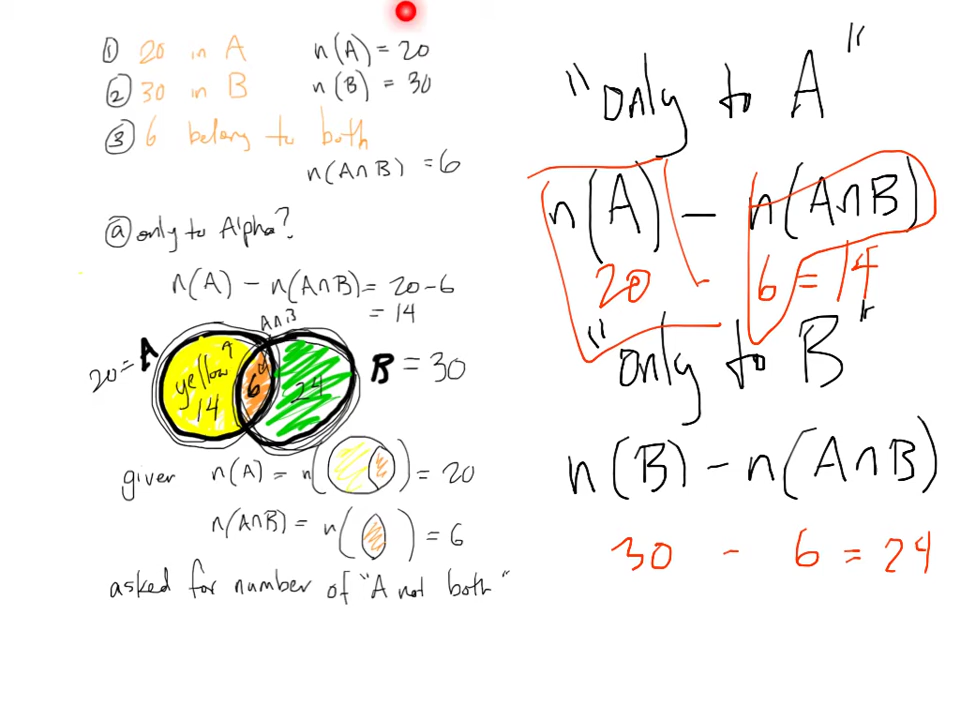 ① 20 in A n(A) = 20
② 30 in B n(B) = 30
③ 6 belong to both
n(A∩B) = 6
ⓐ only to Alpha?
n(A) - n(A∩B) = 20-6
= 14
A∩B
20 = A
yellow A
14
6
24
B = 30
given n(A) = n( ) = 20
n(A∩B) = n( ) = 6
asked for number of "A not both"
"only to A"
n(A) - n(A∩B)
20 6 = 14
"only to B
n(B) - n(A∩B)
30 - 6 = 24